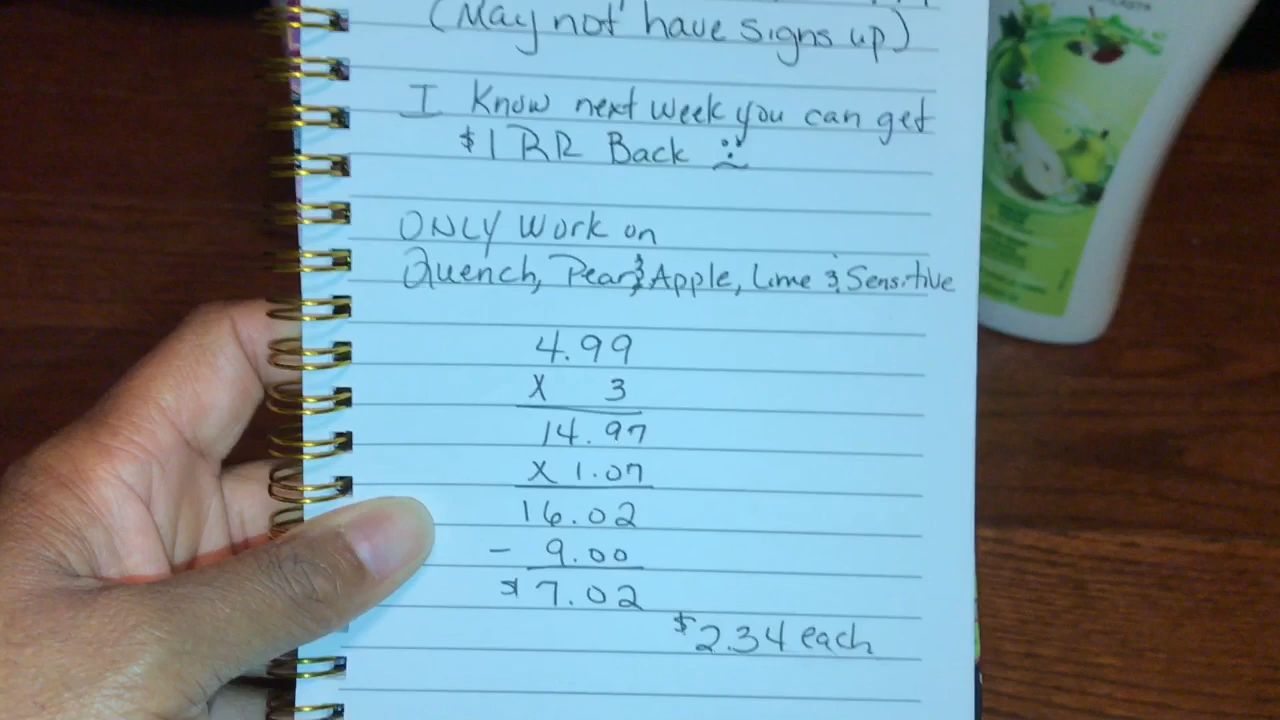 (May not have signs up)
I Know next week you can get
$1 RR Back
ONLY Work on
Quench, Pear & Apple, Lime & Sensitive
4.99
X 3
14.97
X 1.07
16.02
- 9.00
$7.02
$2.34 each